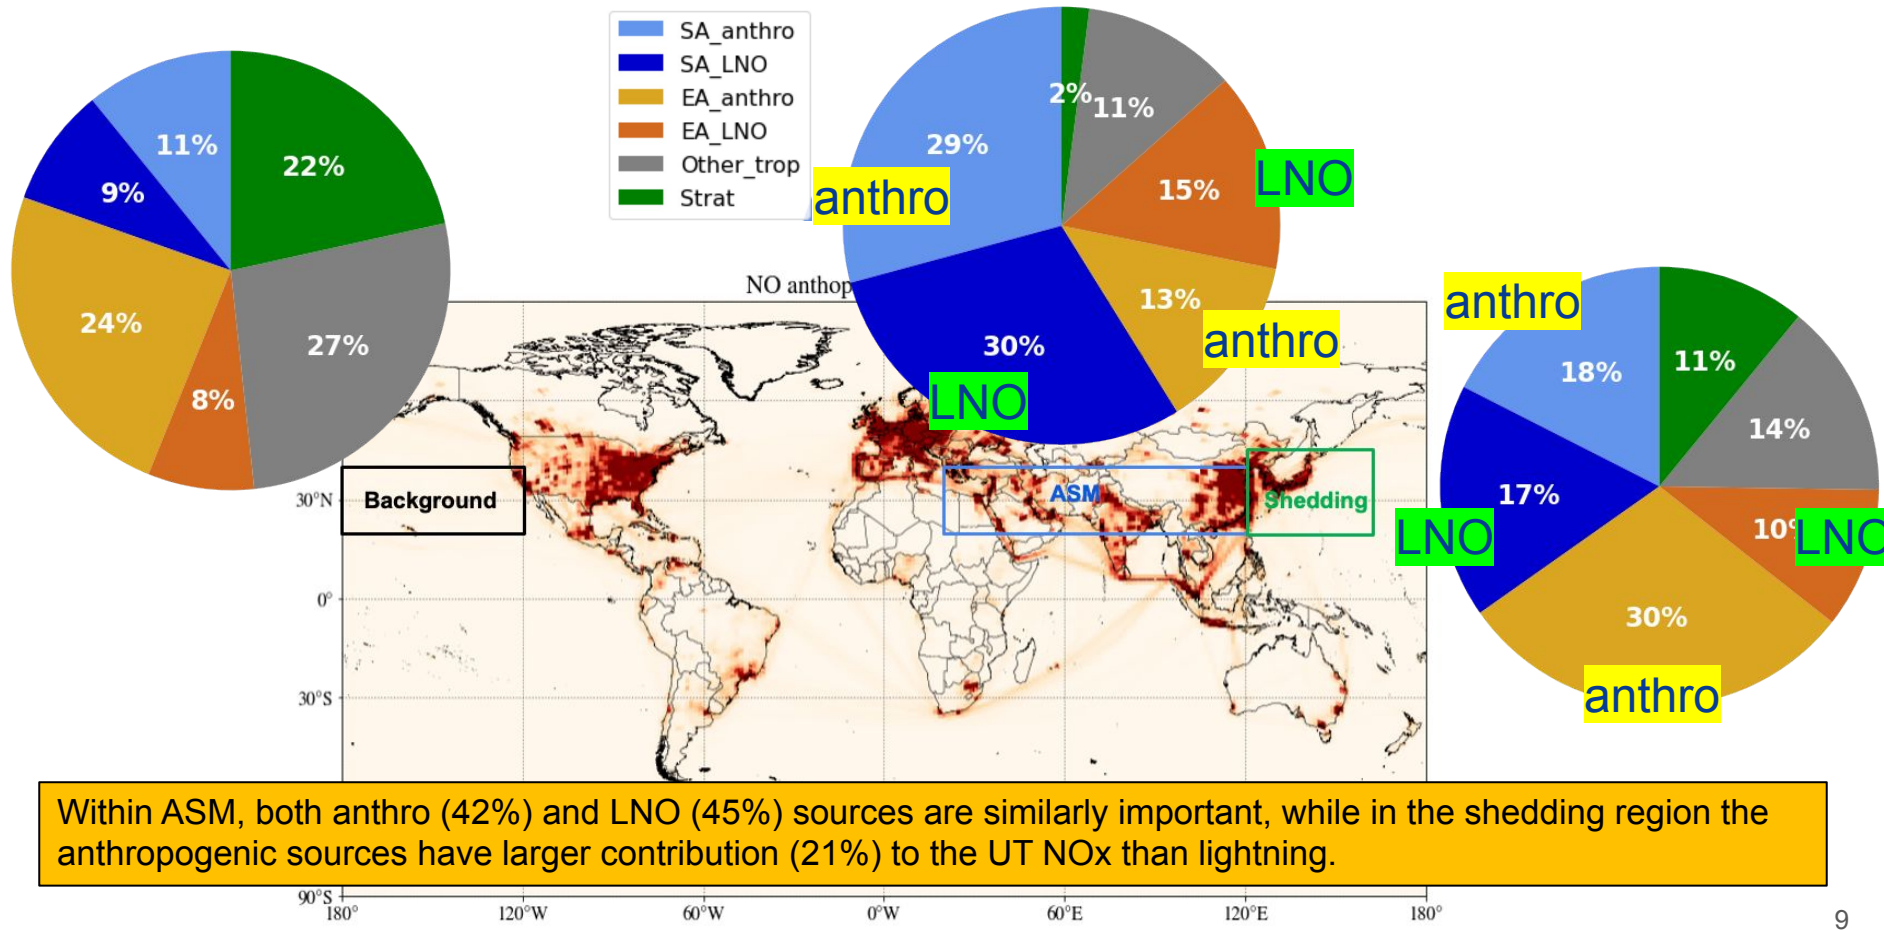 SA_anthro
SA_LNO
EA_anthro
EA_LNO
Other_trop
Strat
11%
22%
9%
24%
27%
8%
2%
11%
29%
15%
13%
30%
anthro
LNO
anthro
LNO
anthro
18%
11%
14%
17%
10%
30%
LNO
LNO
anthro
NO anthop
Background
ASM
Shedding
30°N
0°
30°S
90°S
Within ASM, both anthro (42%) and LNO (45%) sources are similarly important, while in the shedding region the
anthropogenic sources have larger contribution (21%) to the UT NOx than lightning.
180° 120°W 60°W 0°W 60°E 120°E 180°
9